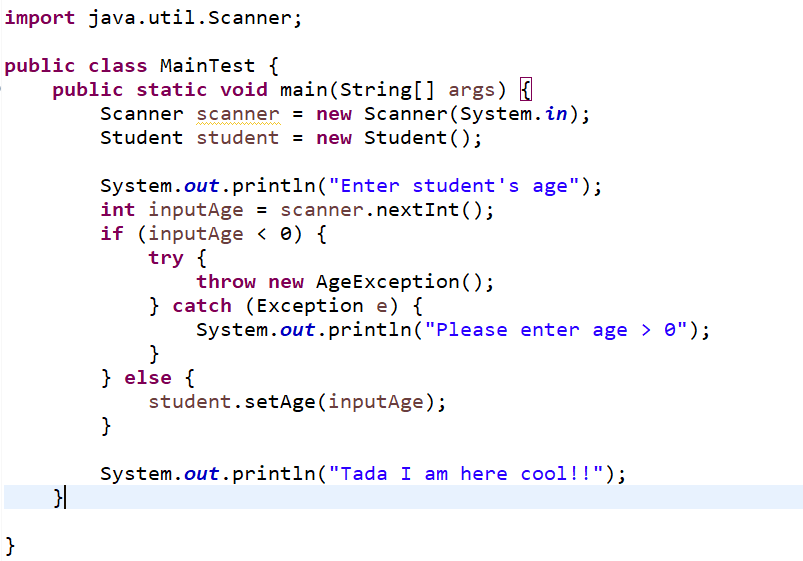 import java.util.Scanner;
public class MainTest {
public static void main(String[] args) {
Scanner scanner = new Scanner(System.in);
Student student = new Student();
System.out.println("Enter student's age");
int inputAge = scanner.nextInt();
if (inputAge < 0) {
try {
throw new AgeException();
} catch (Exception e) {
System.out.println("Please enter age > 0");
}
} else {
student.setAge(inputAge);
}
System.out.println("Tada I am here cool!!");
}
}